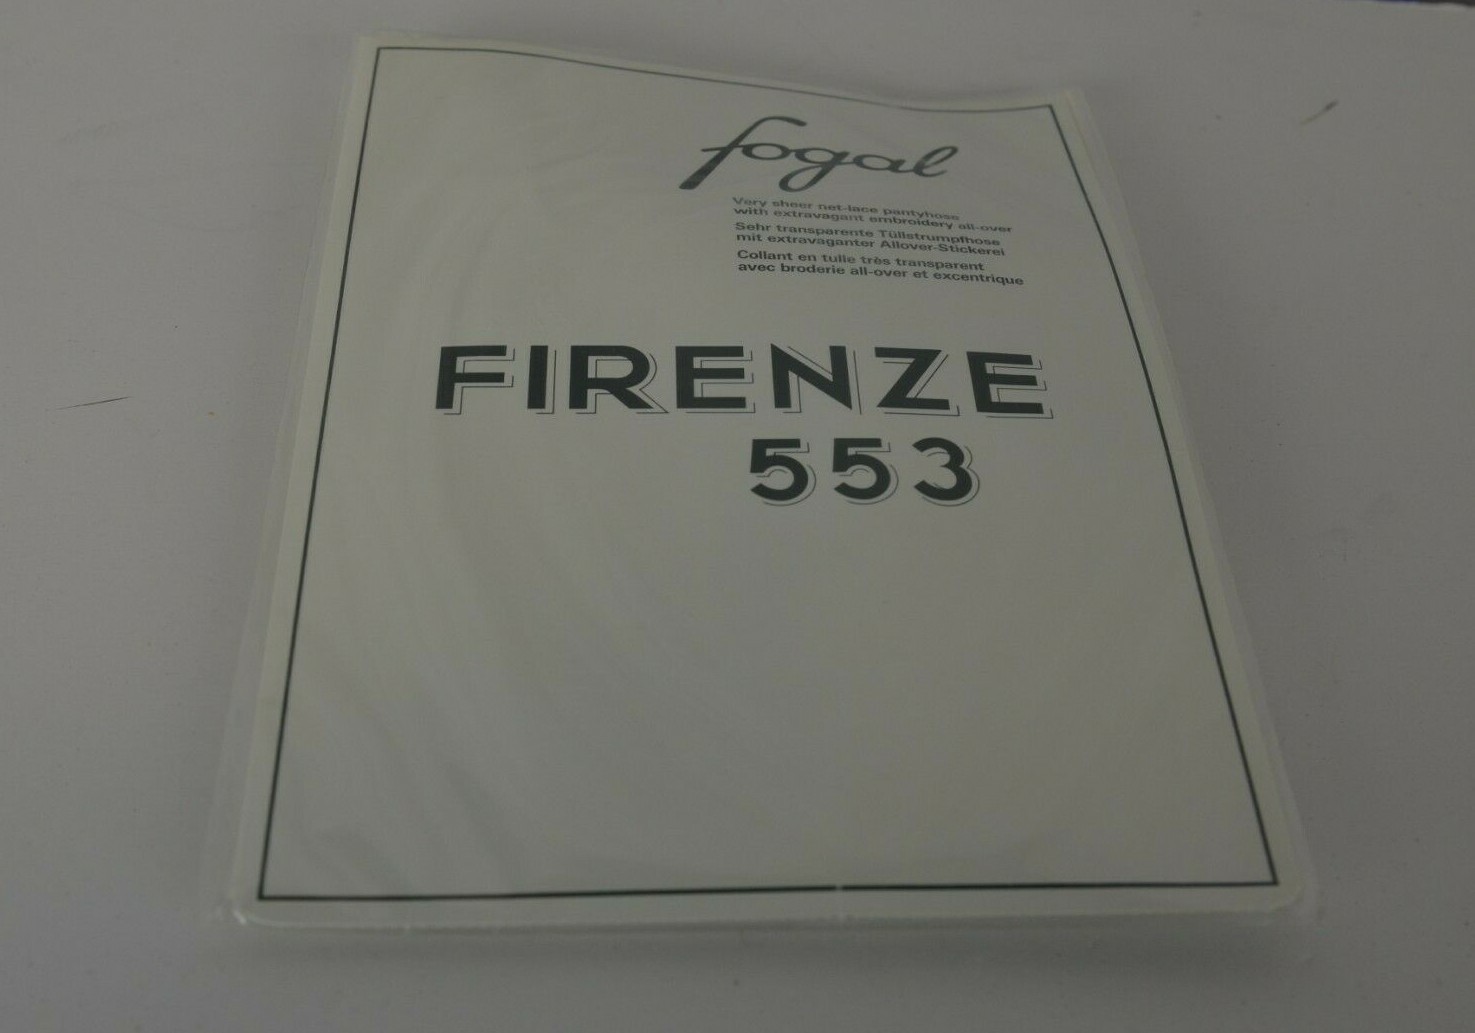 fogal
Very sheer net-lace pantyhose
with extravagant embroidery all-over
Sehr transparente Tüllstrumpfhose
mit extravaganter Allover-Stickerei
Collant en tulle très transparent
avec broderie all-over et excentrique
FIRENZE
553